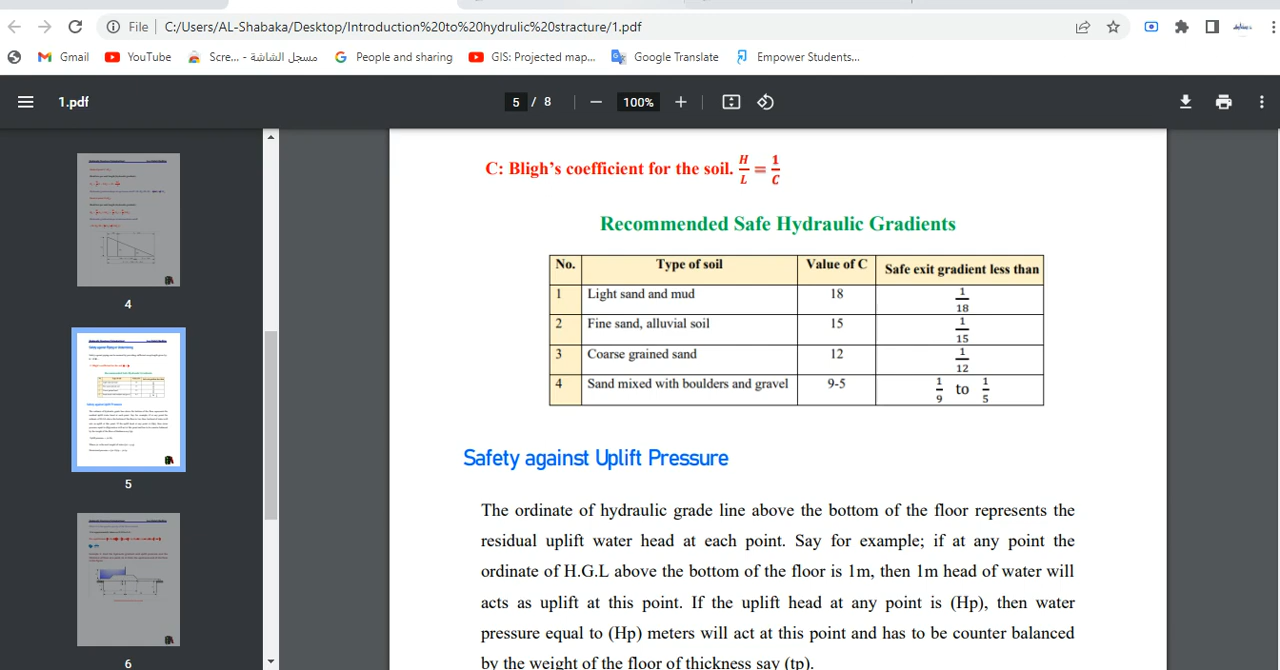 File | C:/Users/AL-Shabaka/Desktop/Introduction%20to%20hydrulic%20stracture/1.pdf
Gmail YouTube Scre... - مسجل الشاشة People and sharing GIS: Projected map... Google Translate Empower Students...
1.pdf 5 / 8 100%
4
5
6
C: Bligh's coefficient for the soil. H/L = 1/C
Recommended Safe Hydraulic Gradients
No. Type of soil Value of C Safe exit gradient less than
1 Light sand and mud 18 1/18
2 Fine sand, alluvial soil 15 1/15
3 Coarse grained sand 12 1/12
4 Sand mixed with boulders and gravel 9-5 1/9 to 1/5
Safety against Uplift Pressure
The ordinate of hydraulic grade line above the bottom of the floor represents the
residual uplift water head at each point. Say for example; if at any point the
ordinate of H.G.L above the bottom of the floor is 1m, then 1m head of water will
acts as uplift at this point. If the uplift head at any point is (Hp), then water
pressure equal to (Hp) meters will act at this point and has to be counter balanced
by the weight of the floor of thickness say (tp).